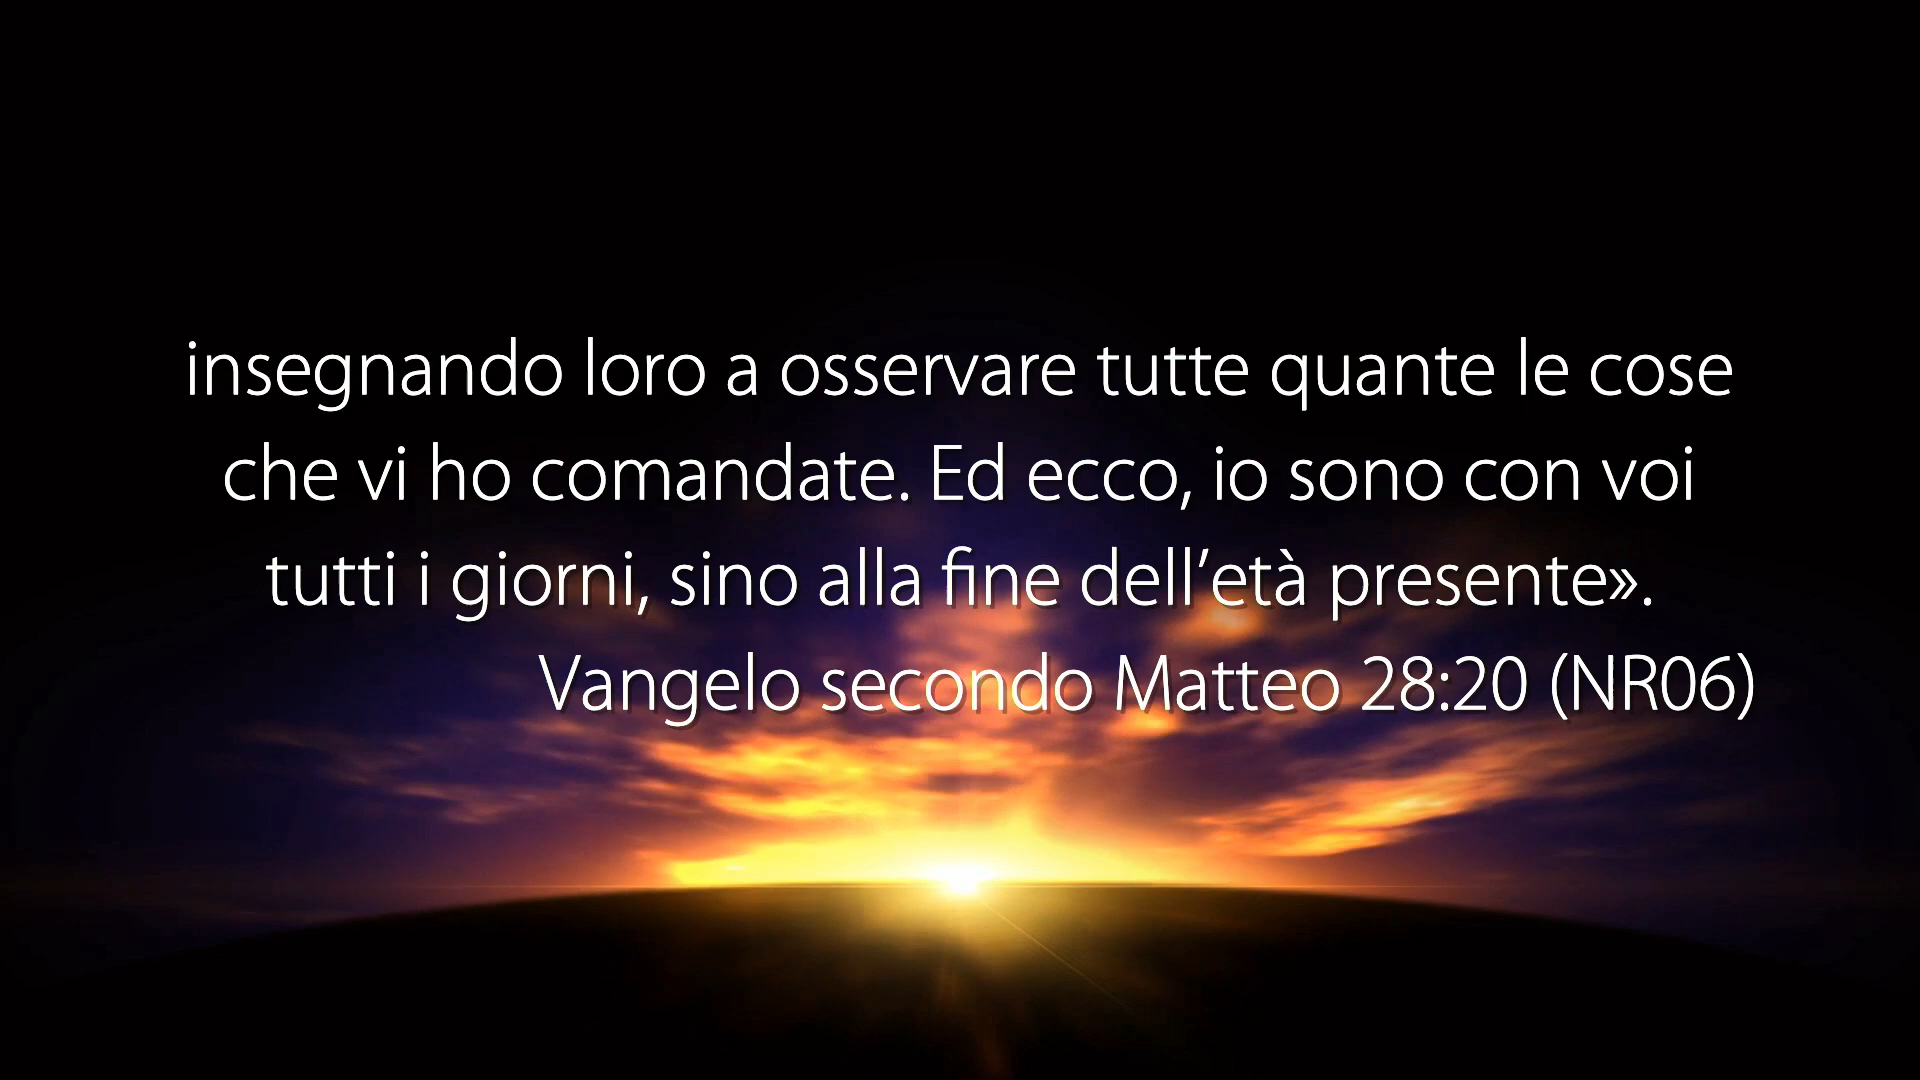 insegnando loro a osservare tutte quante le cose
che vi ho comandate. Ed ecco, io sono con voi
tutti i giorni, sino alla fine dell’età presente».
Vangelo secondo Matteo 28:20 (NR06)